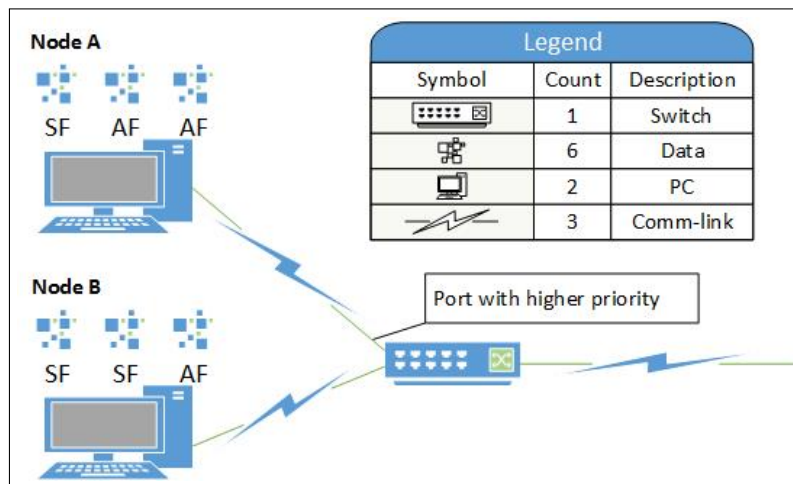 Node A
SF AF AF
Legend
Symbol Count Description
1 Switch
6 Data
2 PC
3 Comm-link
Node B
Port with higher priority
SF SF AF